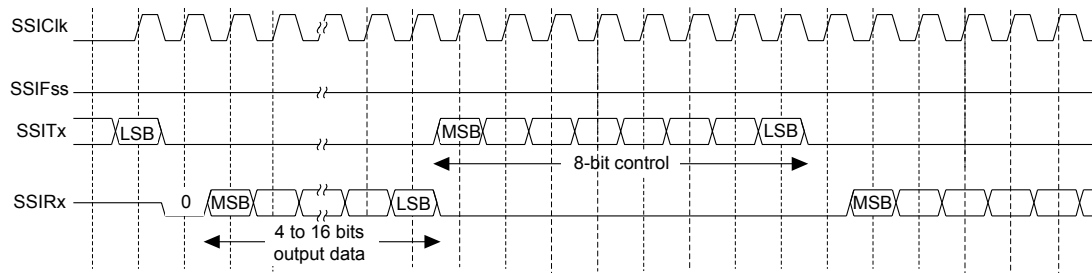 SSIClk
SSIFss
SSITx
LSB
MSB
LSB
8-bit control
SSIRx
0
MSB
LSB
MSB
4 to 16 bits
output data